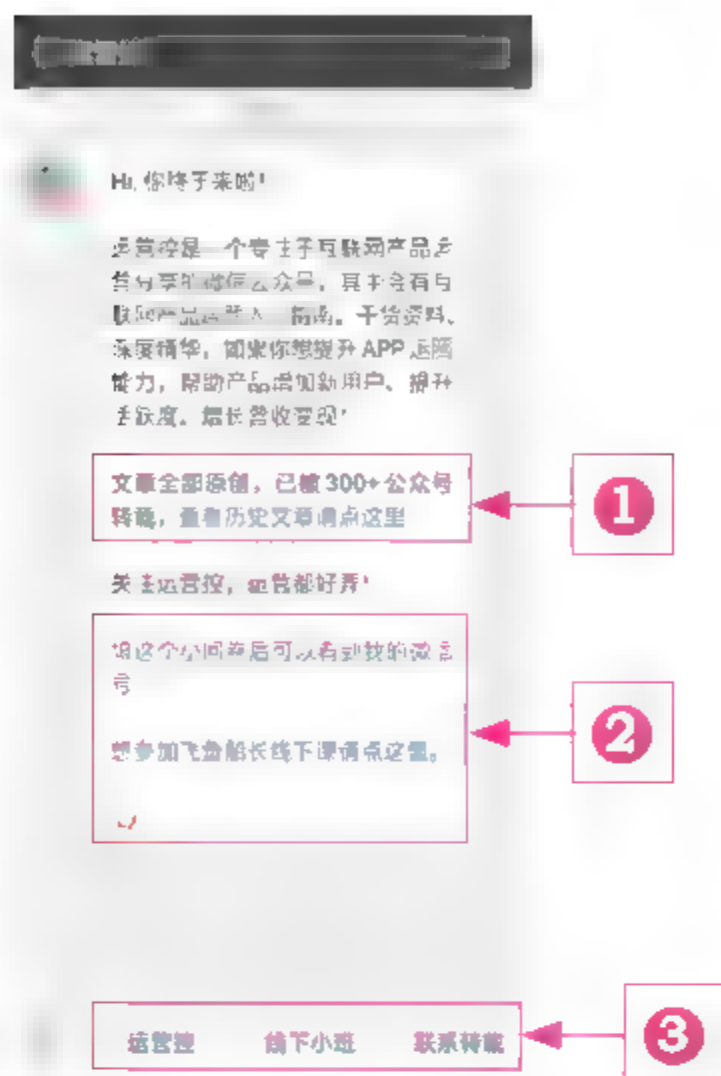 Hi, 你终于来啦！
运营控是一个专注于互联网产品运
营分享的微信公众号，其中会有互
联网产品运营入门指南、干货资料、
深度精华，如果你想提升 APP 运营
能力，帮助产品增加新用户、提升
活跃度、增长营收变现！
文章全部原创，已被 300+ 公众号
转载，查看历史文章请点这里
关注运营控，运营都好弄！
填这个小问卷后可以看到我的微信
号
想参加飞鱼船长线下课请点这里。
运营控 线下小班 联系转载
1
2
3